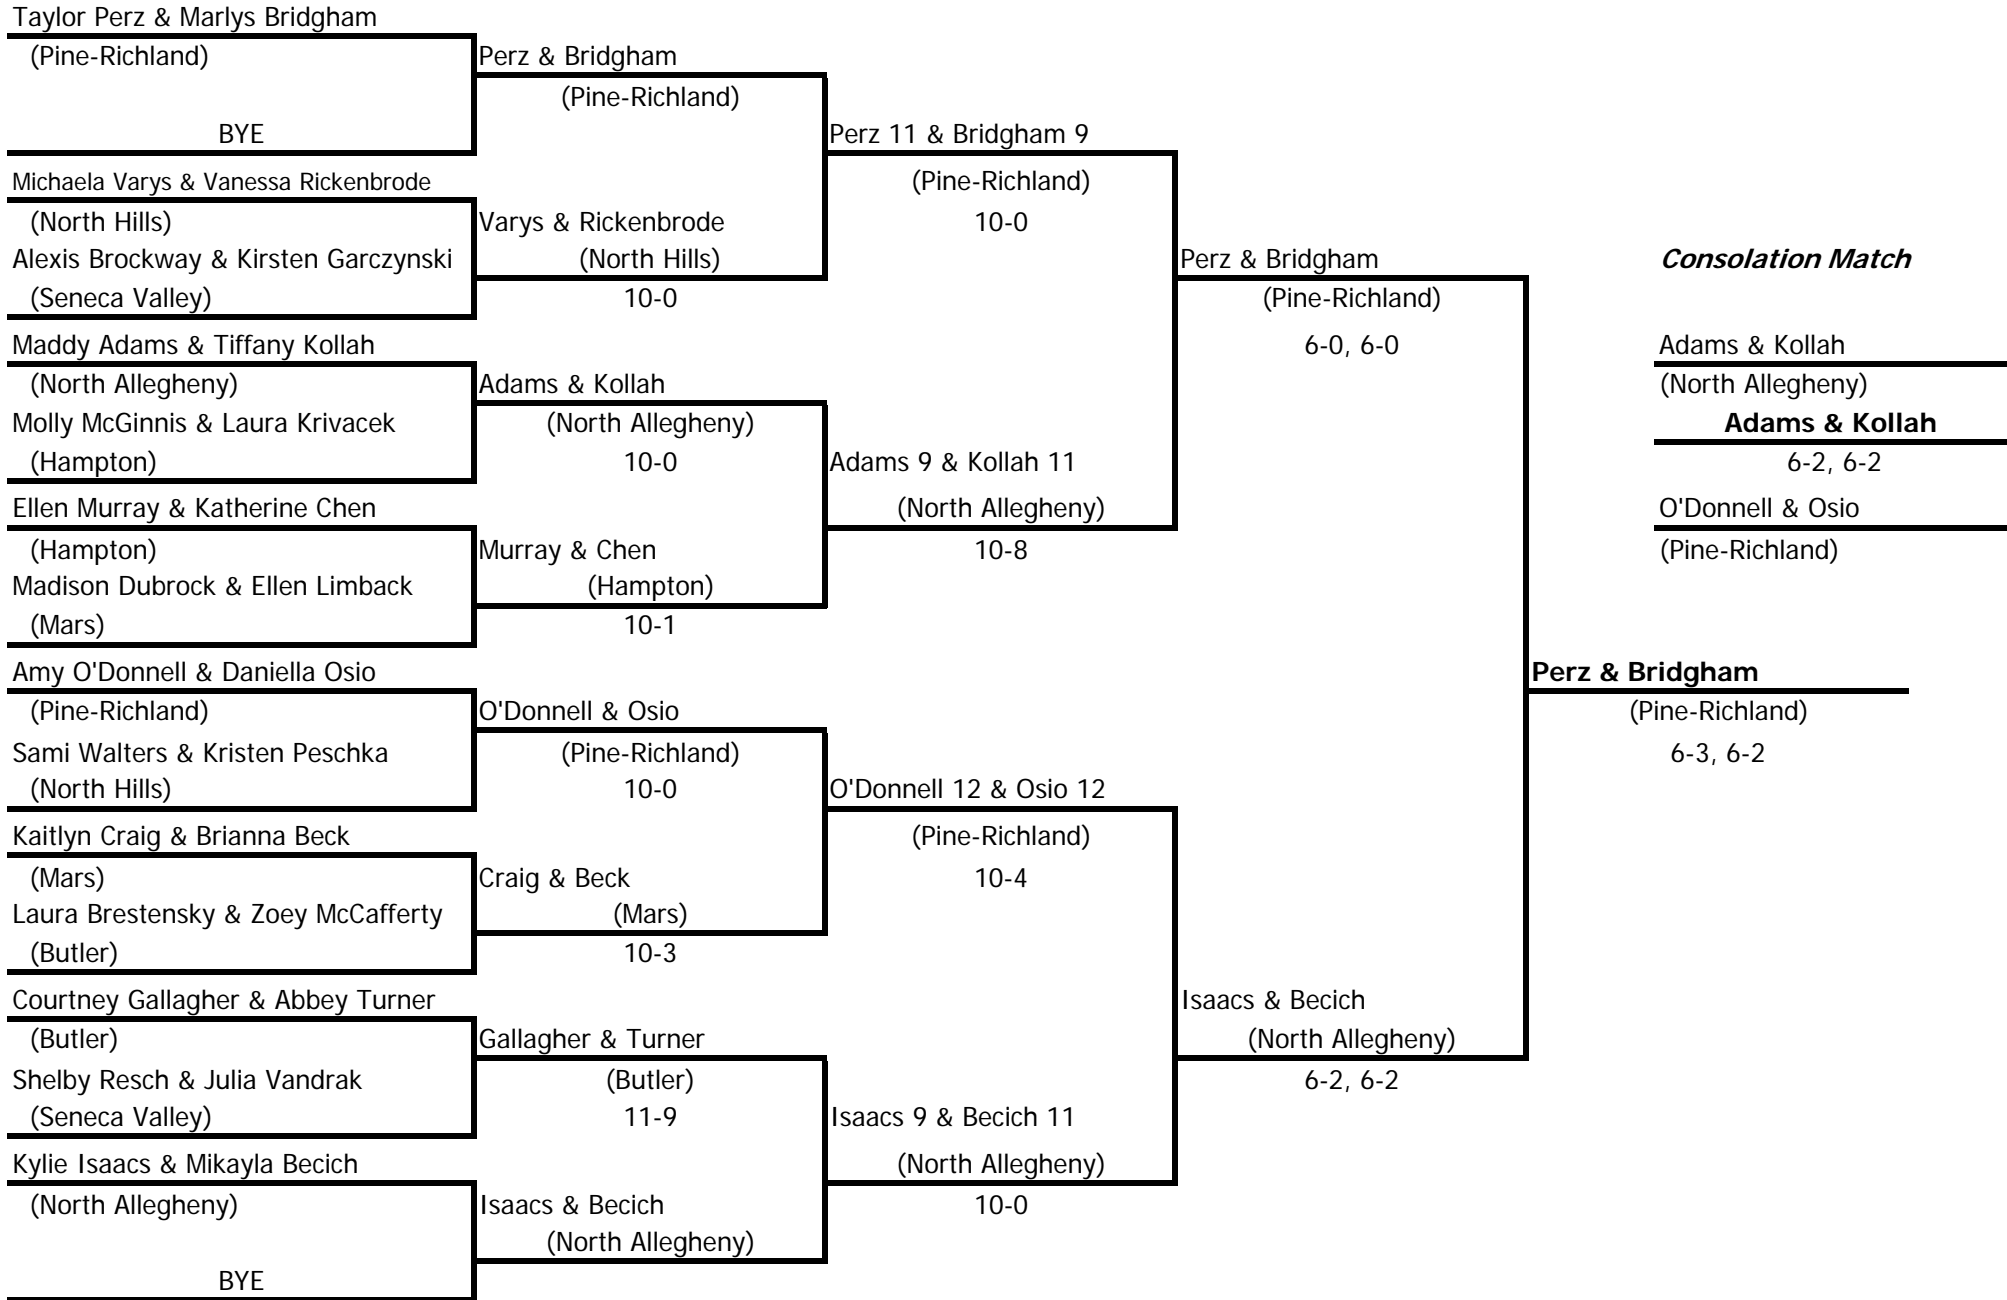 Taylor Perz & Marlys Bridgham
(Pine-Richland)
BYE
Michaela Varys & Vanessa Rickenbrode
(North Hills)
Alexis Brockway & Kirsten Garczynski
(Seneca Valley)
Maddy Adams & Tiffany Kollah
(North Allegheny)
Molly McGinnis & Laura Krivacek
(Hampton)
Ellen Murray & Katherine Chen
(Hampton)
Madison Dubrock & Ellen Limback
(Mars)
Amy O'Donnell & Daniella Osio
(Pine-Richland)
Sami Walters & Kristen Peschka
(North Hills)
Kaitlyn Craig & Brianna Beck
(Mars)
Laura Brestensky & Zoey McCafferty
(Butler)
Courtney Gallagher & Abbey Turner
(Butler)
Shelby Resch & Julia Vandrak
(Seneca Valley)
Kylie Isaacs & Mikayla Becich
(North Allegheny)
BYE
Perz & Bridgham
(Pine-Richland)
Varys & Rickenbrode
(North Hills)
10-0
Adams & Kollah
(North Allegheny)
10-0
Murray & Chen
(Hampton)
10-1
O'Donnell & Osio
(Pine-Richland)
10-0
Craig & Beck
(Mars)
10-3
Gallagher & Turner
(Butler)
11-9
Isaacs & Becich
(North Allegheny)
Perz 11 & Bridgham 9
(Pine-Richland)
10-0
Adams 9 & Kollah 11
(North Allegheny)
10-8
O'Donnell 12 & Osio 12
(Pine-Richland)
10-4
Isaacs 9 & Becich 11
(North Allegheny)
10-0
Perz & Bridgham
(Pine-Richland)
6-0, 6-0
Isaacs & Becich
(North Allegheny)
6-2, 6-2
Perz & Bridgham
(Pine-Richland)
6-3, 6-2
Consolation Match
Adams & Kollah
(North Allegheny)
Adams & Kollah
6-2, 6-2
O'Donnell & Osio
(Pine-Richland)